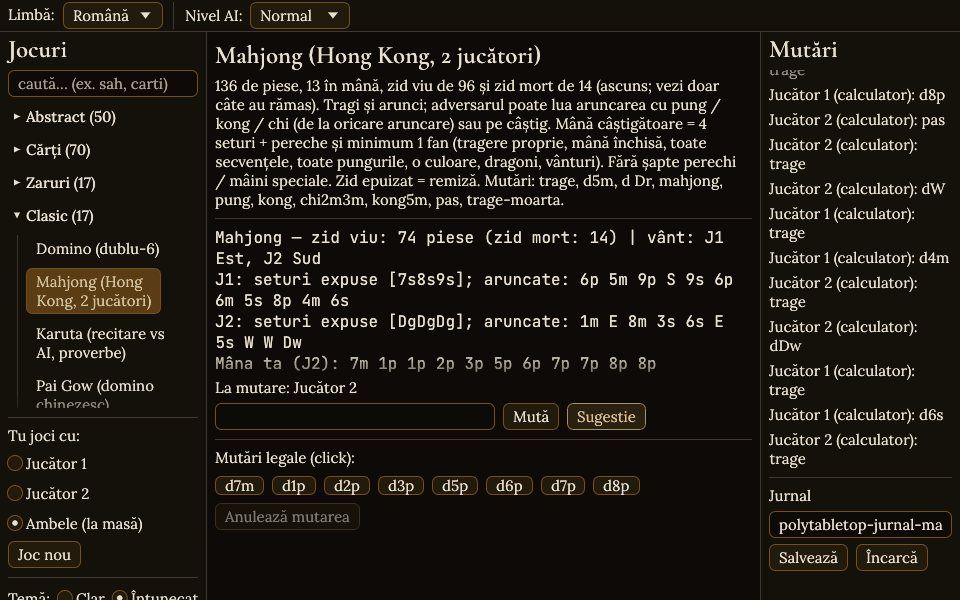 Limbă:
Română ▼
Nivel AI:
Normal ▼
Jocuri
caută... (ex. sah, carti)
▸ Abstract (50)
▸ Cărți (70)
▸ Zaruri (17)
▾ Clasic (17)
Domino (dublu-6)
Mahjong (Hong
Kong, 2 jucători)
Karuta (recitare vs
AI, proverbe)
Pai Gow (domino
chinezesc)
Tu joci cu:
Jucător 1
Jucător 2
Ambele (la masă)
Joc nou
Temă:
Clar
Întunecat
Mahjong (Hong Kong, 2 jucători)
136 de piese, 13 în mână, zid viu de 96 și zid mort de 14 (ascuns; vezi doar
câte au rămas). Tragi și arunci; adversarul poate lua aruncarea cu pung /
kong / chi (de la oricare aruncare) sau pe câștig. Mână câștigătoare = 4
seturi + pereche și minimum 1 fan (tragere proprie, mână închisă, toate
secvențele, toate pungurile, o culoare, dragoni, vânturi). Fără șapte perechi
/ mâini speciale. Zid epuizat = remiză. Mutări: trage, d5m, d Dr, mahjong,
pung, kong, chi2m3m, kong5m, pas, trage-moarta.
Mahjong — zid viu: 74 piese (zid mort: 14) | vânt: J1
Est, J2 Sud
J1: seturi expuse [7s8s9s]; aruncate: 6p 5m 9p S 9s 6p
6m 5s 8p 4m 6s
J2: seturi expuse [DgDgDg]; aruncate: 1m E 8m 3s 6s E
5s W W Dw
Mâna ta (J2): 7m 1p 1p 2p 3p 5p 6p 7p 7p 8p 8p
La mutare: Jucător 2
Mută
Sugestie
Mutări legale (click):
d7m d1p d2p d3p d5p d6p d7p d8p
Anulează mutarea
Mutări
trage
Jucător 1 (calculator): d8p
Jucător 2 (calculator): pas
Jucător 2 (calculator):
trage
Jucător 2 (calculator): dW
Jucător 1 (calculator):
trage
Jucător 1 (calculator): d4m
Jucător 2 (calculator):
trage
Jucător 2 (calculator):
dDw
Jucător 1 (calculator):
trage
Jucător 1 (calculator): d6s
Jucător 2 (calculator):
trage
Jurnal
polytabletop-jurnal-ma
Salvează
Încarcă